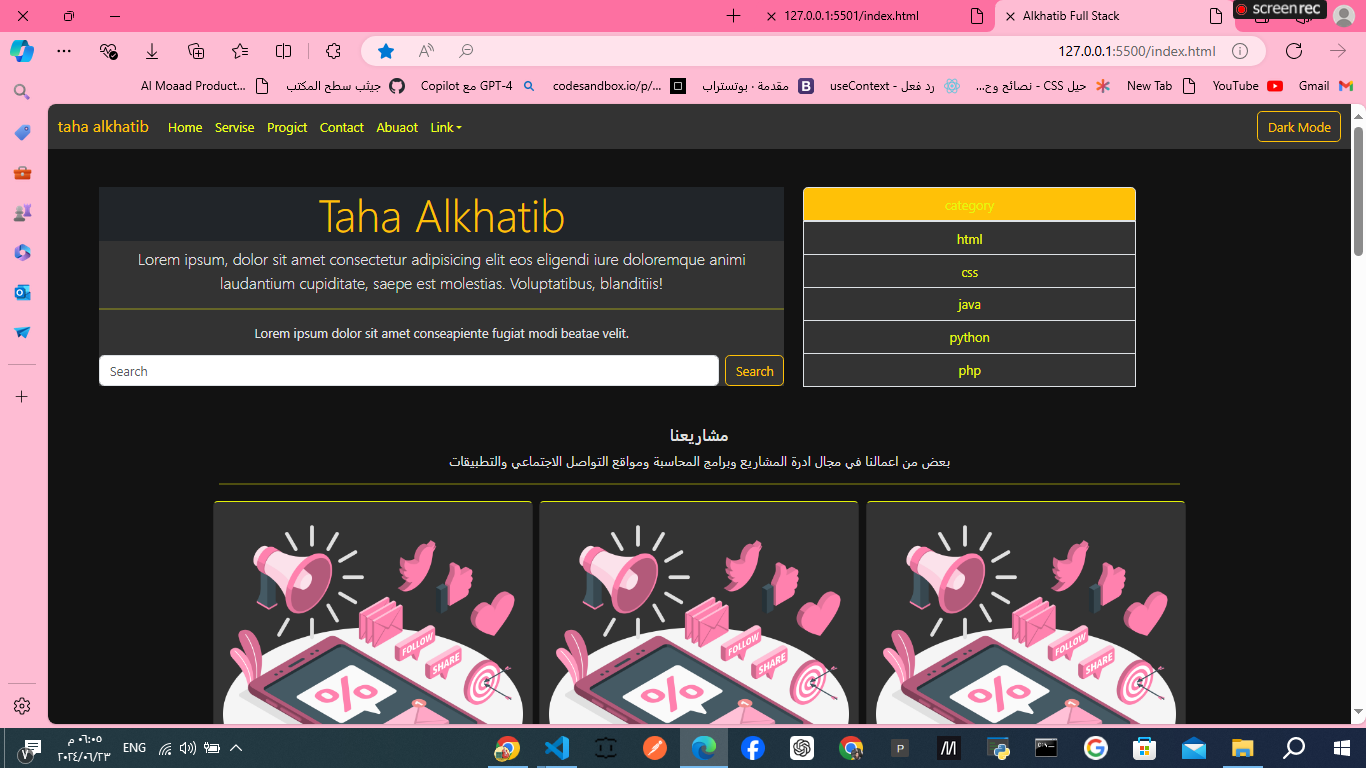 127.0.0.1:5501/index.html
Alkhatib Full Stack
screenrec
127.0.0.1:5500/index.html
Al Moaad Product...
جيثب سطح المكتب
Copilot مع GPT-4
codesandbox.io/p/...
مقدمة · بوتستراب
useContext - رد فعل
حيل CSS - نصائح وح...
New Tab
YouTube
Gmail
taha alkhatib
Home
Servise
Progict
Contact
Abuaot
Link
Dark Mode
Taha Alkhatib
Lorem ipsum, dolor sit amet consectetur adipisicing elit eos eligendi iure doloremque animi
laudantium cupiditate, saepe est molestias. Voluptatibus, blanditiis!
Lorem ipsum dolor sit amet conseapiente fugiat modi beatae velit.
Search
Search
category
html
css
java
python
php
مشاريعنا
بعض من اعمالنا في مجال ادرة المشاريع وبرامج المحاسبة ومواقع التواصل الاجتماعي والتطبيقات
FOLLOW
SHARE
%
FOLLOW
SHARE
%
FOLLOW
SHARE
%
٠٦:٠٥ م
٢٠٢٤/٠٦/٢٣
ENG